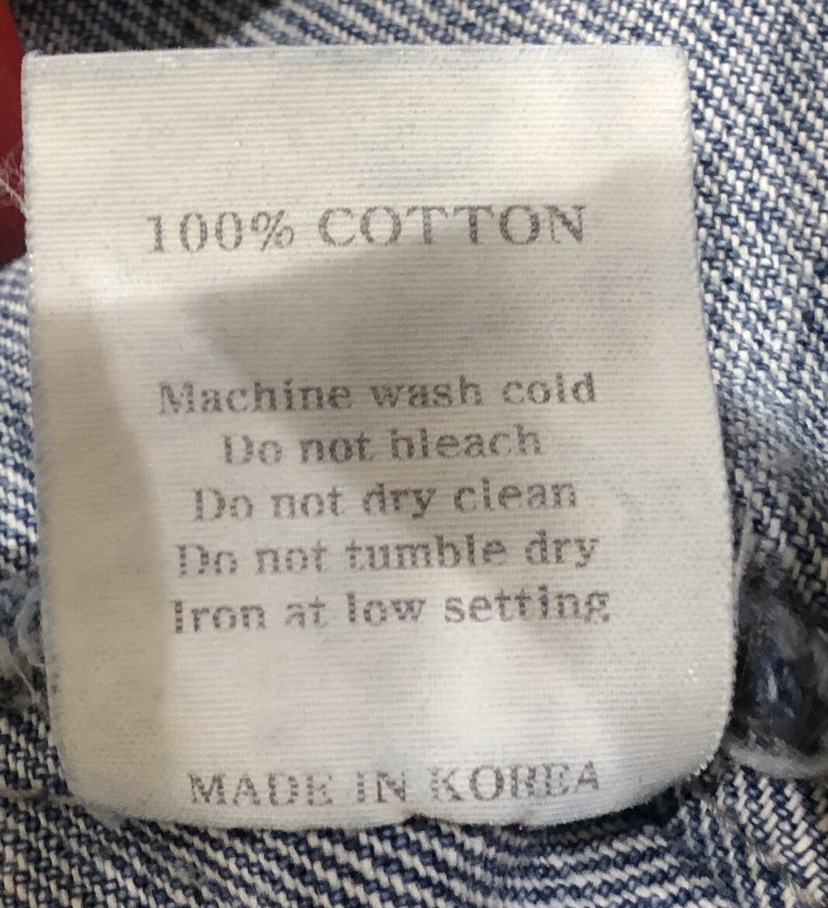 100% COTTON
Machine wash cold
Do not bleach
Do not dry clean
Do not tumble dry
Iron at low setting
MADE IN KOREA